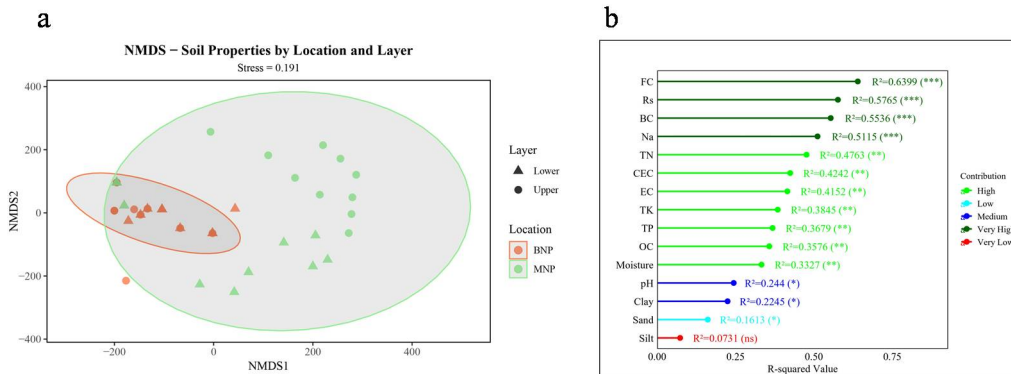 a
NMDS − Soil Properties by Location and Layer
Stress = 0.191
400
200
0
−200
−400
NMDS2
−200
0
200
400
NMDS1
Layer
Lower
Upper
Location
BNP
MNP
b
FC
R²=0.6399 (***)
Rs
R²=0.5765 (***)
BC
R²=0.5536 (***)
Na
R²=0.5115 (***)
TN
R²=0.4763 (**)
CEC
R²=0.4242 (**)
EC
R²=0.4152 (**)
TK
R²=0.3845 (**)
TP
R²=0.3679 (**)
OC
R²=0.3576 (**)
Moisture
R²=0.3327 (**)
pH
R²=0.244 (*)
Clay
R²=0.2245 (*)
Sand
R²=0.1613 (*)
Silt
R²=0.0731 (ns)
0.00
0.25
0.50
0.75
R-squared Value
Contribution
High
Low
Medium
Very High
Very Low